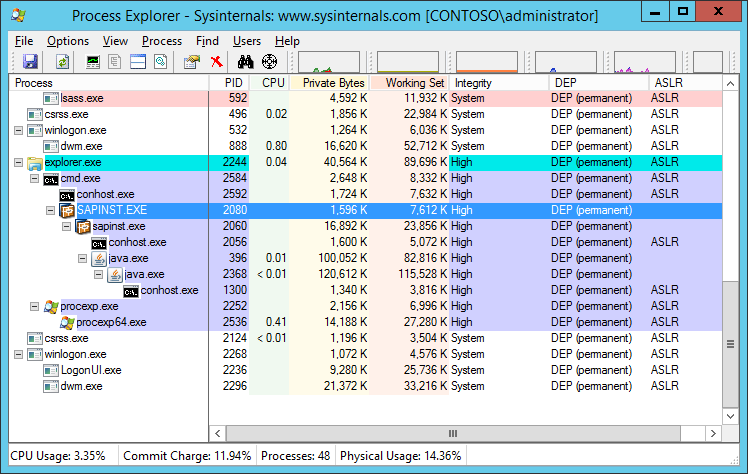 Process Explorer - Sysinternals: www.sysinternals.com [CONTOSO\administrator]
File Options View Process Find Users Help
Process PID CPU Private Bytes Working Set Integrity DEP ASLR
lsass.exe 592 4,592 K 11,932 K System DEP (permanent) ASLR
csrss.exe 496 0.02 1,856 K 22,984 K System DEP (permanent) ASLR
winlogon.exe 532 1,264 K 6,036 K System DEP (permanent) ASLR
dwm.exe 888 0.80 16,620 K 52,712 K System DEP (permanent) ASLR
explorer.exe 2244 0.04 40,564 K 89,696 K High DEP (permanent) ASLR
cmd.exe 2584 2,648 K 8,332 K High DEP (permanent) ASLR
conhost.exe 2592 1,724 K 7,632 K High DEP (permanent) ASLR
SAPINST.EXE 2080 1,596 K 7,612 K High DEP (permanent)
sapinst.exe 2060 16,892 K 23,856 K High DEP (permanent)
conhost.exe 2056 1,600 K 5,072 K High DEP (permanent) ASLR
java.exe 396 0.01 100,052 K 82,816 K High DEP (permanent)
java.exe 2368 < 0.01 120,612 K 115,528 K High DEP (permanent)
conhost.exe 1300 1,340 K 3,816 K High DEP (permanent) ASLR
procexp.exe 2252 2,156 K 6,996 K High DEP (permanent) ASLR
procexp64.exe 2536 0.41 14,188 K 27,280 K High DEP (permanent) ASLR
csrss.exe 2124 < 0.01 1,196 K 3,504 K System DEP (permanent) ASLR
winlogon.exe 2268 1,072 K 4,576 K System DEP (permanent) ASLR
LogonUI.exe 2236 9,280 K 25,736 K System DEP (permanent) ASLR
dwm.exe 2296 21,372 K 33,216 K System DEP (permanent) ASLR
CPU Usage: 3.35% Commit Charge: 11.94% Processes: 48 Physical Usage: 14.36%